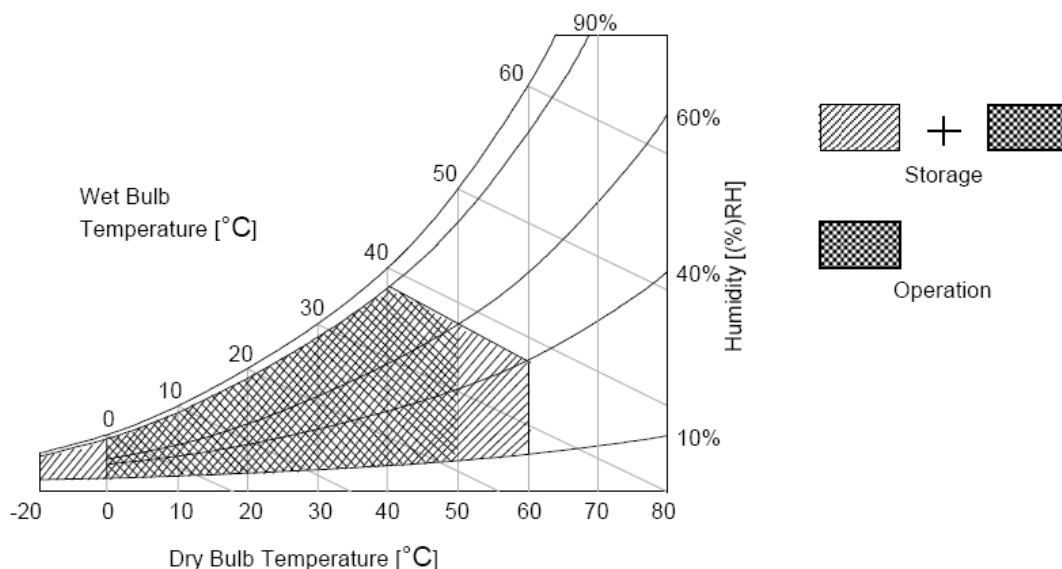 90%
60
60%
50
Wet Bulb
Temperature [°C]
40
40%
30
20
10
0
10%
-20 0 10 20 30 40 50 60 70 80
Dry Bulb Temperature [°C]
Humidity [(%)RH]
+
Storage
Operation